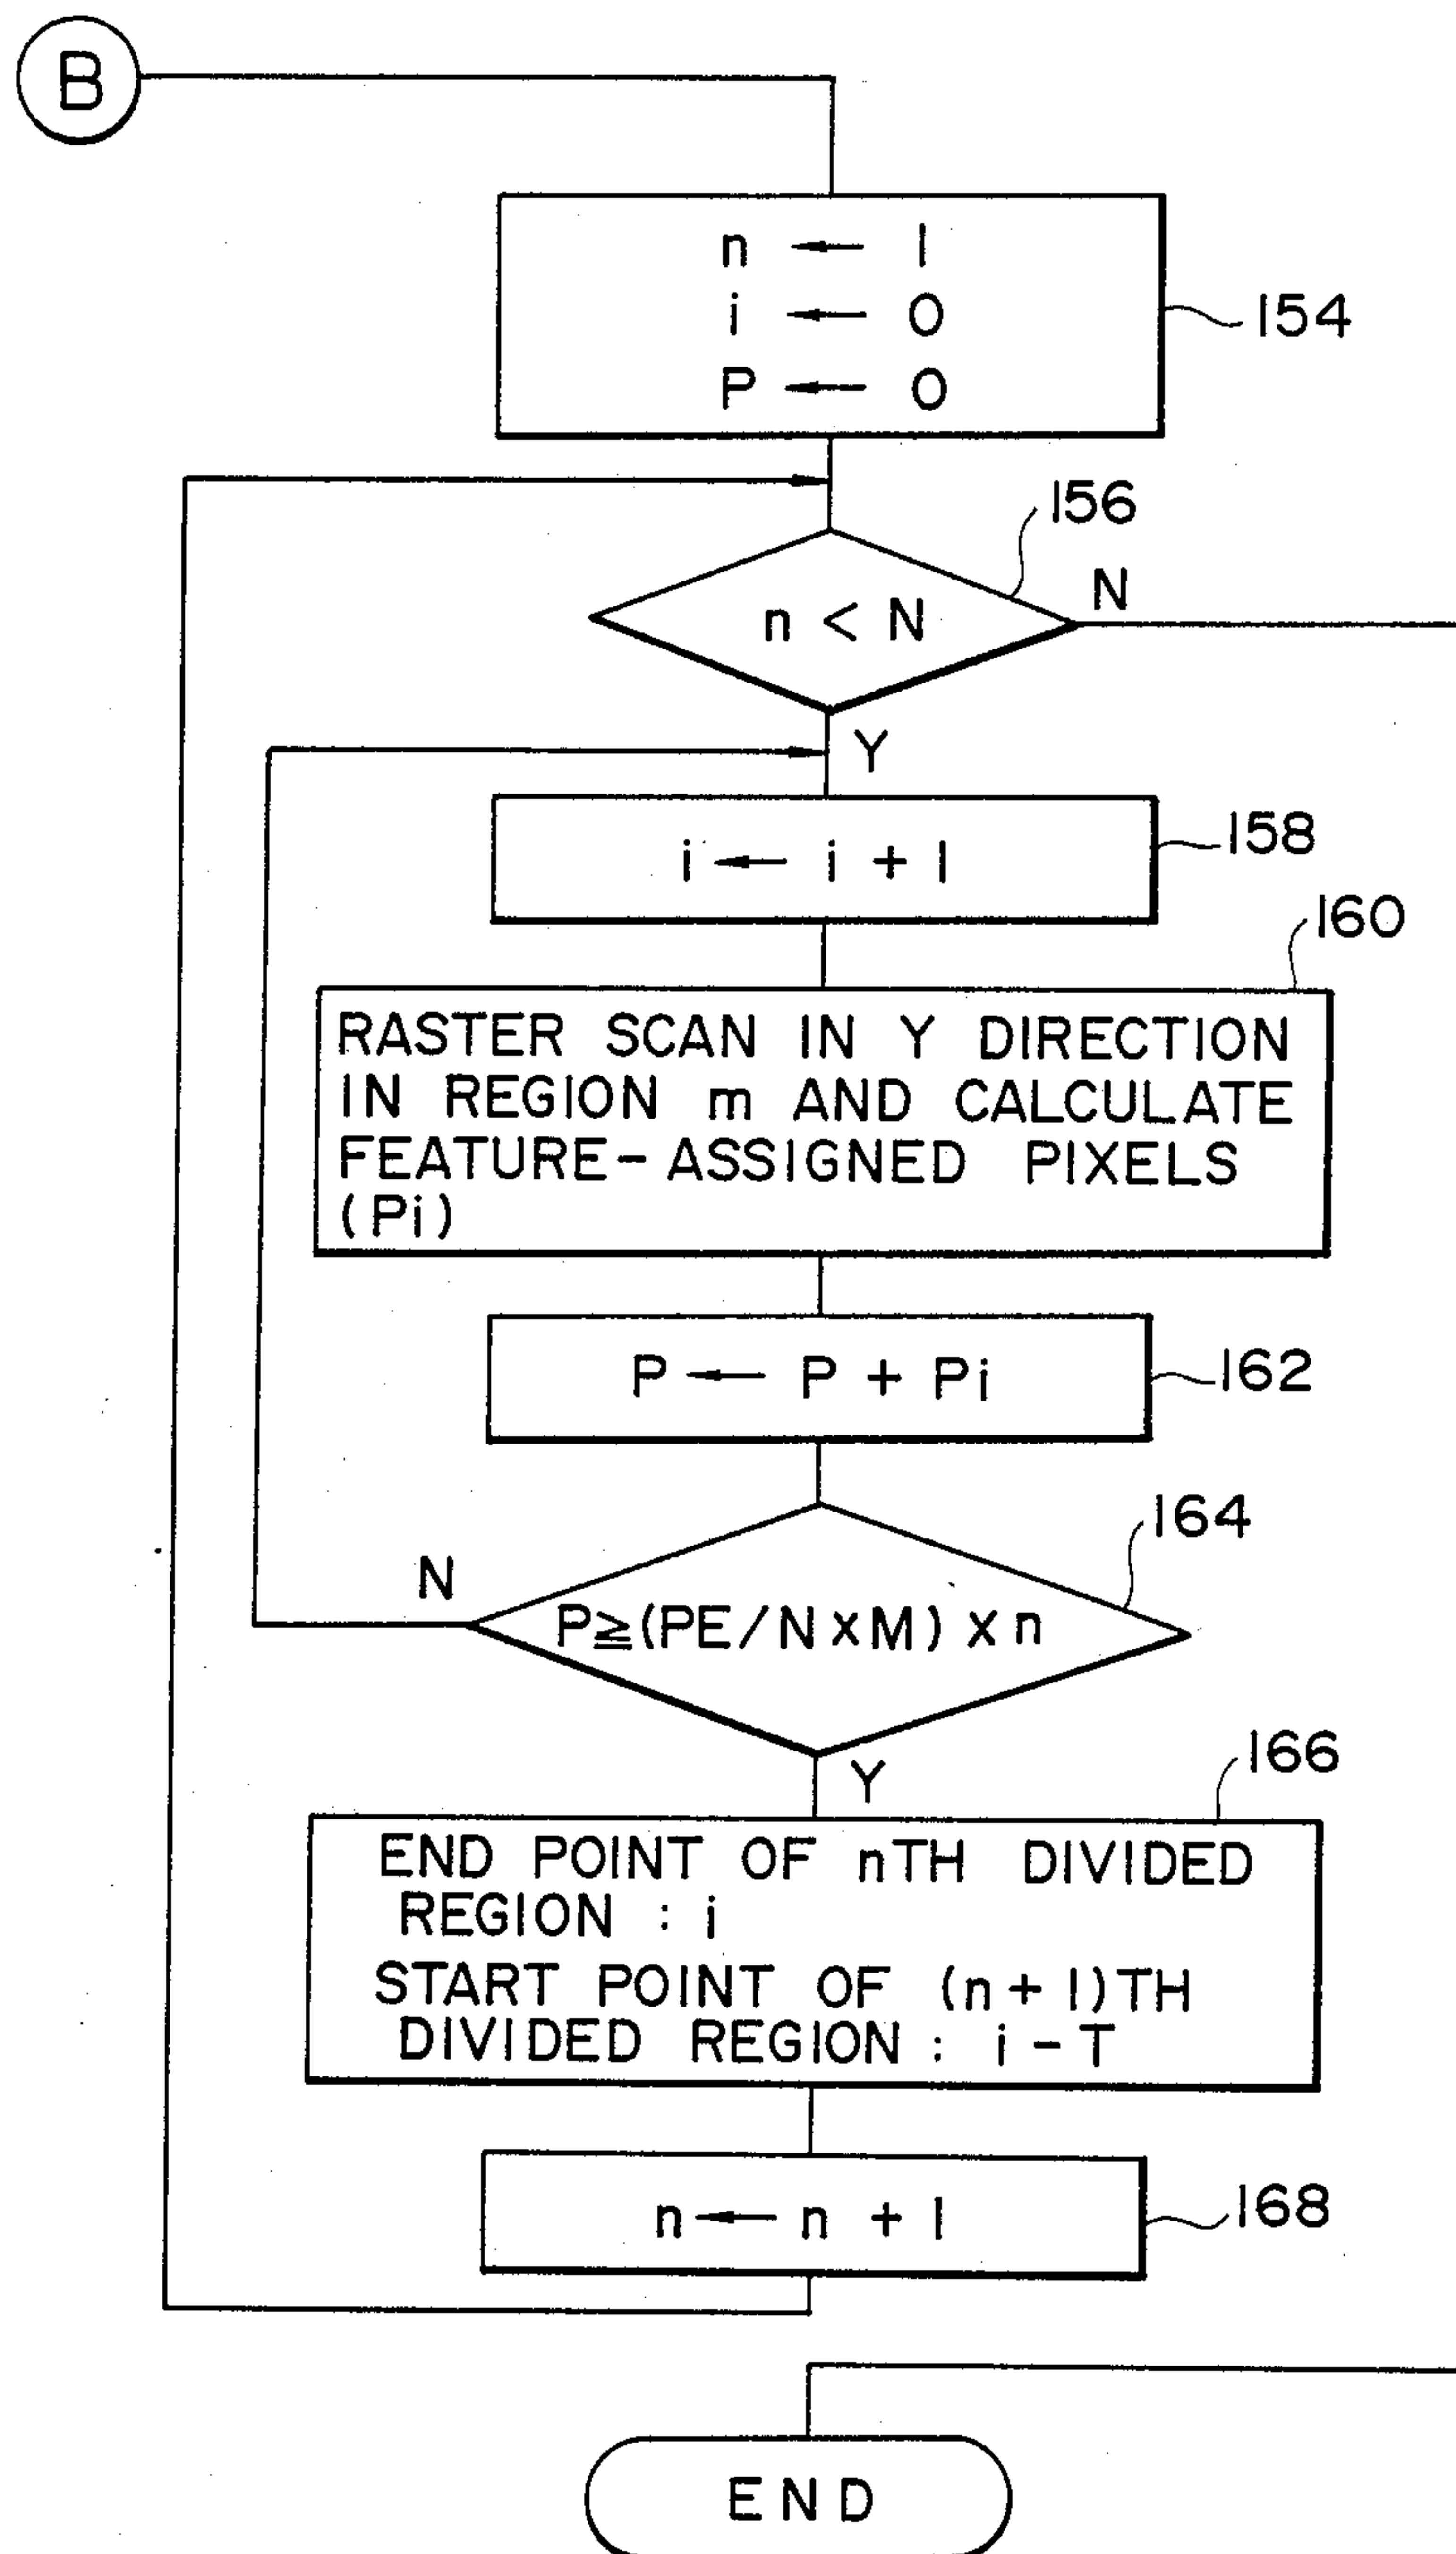 B
n ← 1
i ← 0
P ← 0
154
156
n < N
N
Y
i ← i + 1
158
160
RASTER SCAN IN Y DIRECTION
IN REGION m AND CALCULATE
FEATURE-ASSIGNED PIXELS
(Pi)
P ← P + Pi
162
164
N
P≧(PE/N×M)×n
Y
166
END POINT OF nTH DIVIDED
REGION : i
START POINT OF (n+1)TH
DIVIDED REGION : i-T
n ← n + 1
168
END